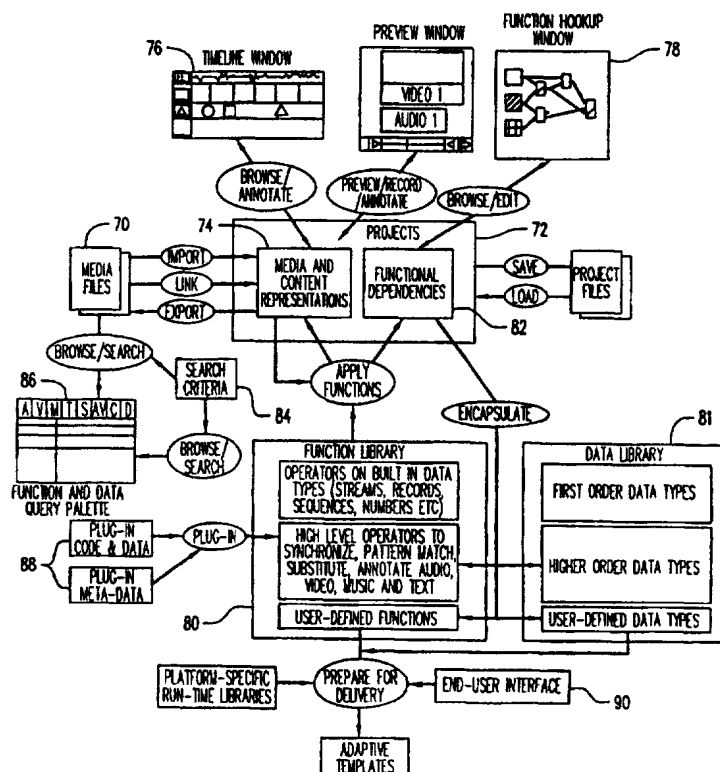 FUNCTION HOOKUP
WINDOW
PREVIEW WINDOW
76
TIMELINE WINDOW
78
VIDEO 1
AUDIO 1
BROWSE/
ANNOTATE
PREVIEW/RECORD
/ANNOTATE
BROWSE/EDIT
70
74
PROJECTS
72
MEDIA
FILES
IMPORT
LINK
EXPORT
MEDIA AND
CONTENT
REPRESENTATIONS
FUNCTIONAL
DEPENDENCIES
82
SAVE
LOAD
PROJECT
FILES
BROWSE/SEARCH
86
SEARCH
CRITERIA
84
APPLY
FUNCTIONS
ENCAPSULATE
81
A V M T S AV C D
BROWSE/
SEARCH
FUNCTION AND DATA
QUERY PALETTE
FUNCTION LIBRARY
OPERATORS ON BUILT IN DATA
TYPES (STREAMS, RECORDS,
SEQUENCES, NUMBERS ETC)
DATA LIBRARY
FIRST ORDER DATA TYPES
88
PLUG-IN
CODE & DATA
PLUG-IN
META-DATA
PLUG-IN
HIGH LEVEL OPERATORS TO
SYNCHRONIZE, PATTERN MATCH,
SUBSTITUTE, ANNOTATE AUDIO,
VIDEO, MUSIC AND TEXT
HIGHER ORDER DATA TYPES
80
USER-DEFINED FUNCTIONS
USER-DEFINED DATA TYPES
PLATFORM-SPECIFIC
RUN-TIME LIBRARIES
PREPARE FOR
DELIVERY
END-USER INTERFACE
90
ADAPTIVE
TEMPLATES